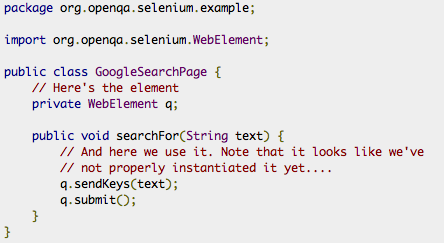 package org.openqa.selenium.example;

import org.openqa.selenium.WebElement;

public class GoogleSearchPage {
    // Here's the element
    private WebElement q;

    public void searchFor(String text) {
        // And here we use it. Note that it looks like we've
        // not properly instantiated it yet....
        q.sendKeys(text);
        q.submit();
    }
}